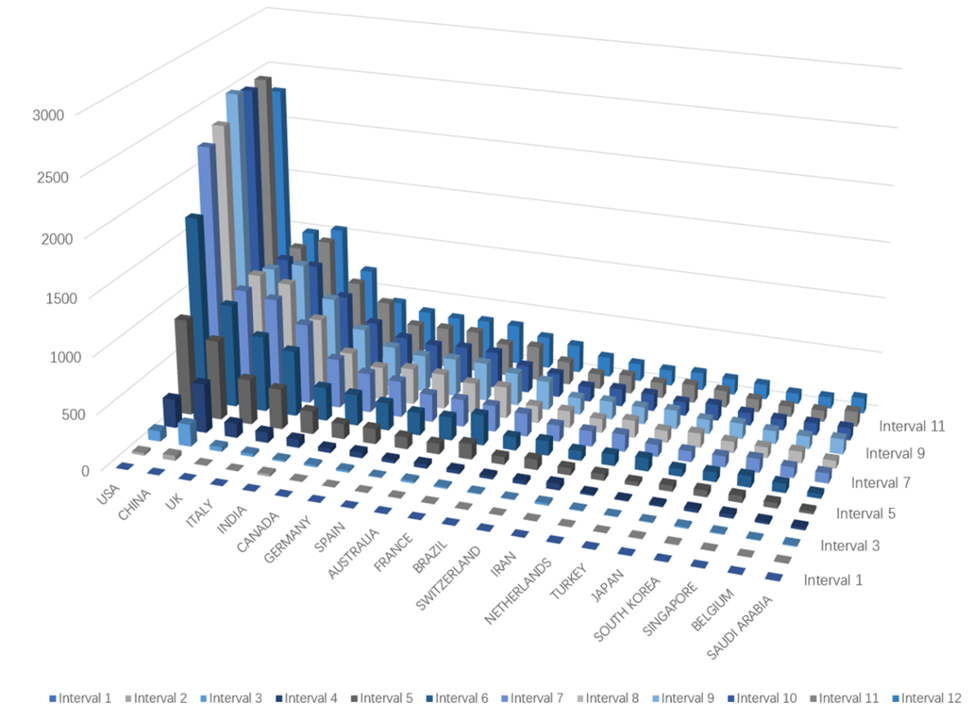 3000
2500
2000
1500
1000
500
0
USA
CHINA
UK
ITALY
INDIA
CANADA
GERMANY
SPAIN
AUSTRALIA
FRANCE
BRAZIL
SWITZERLAND
IRAN
NETHERLANDS
TURKEY
JAPAN
SOUTH KOREA
SINGAPORE
BELGIUM
SAUDI ARABIA
Interval 11
Interval 9
Interval 7
Interval 5
Interval 3
Interval 1
Interval 1 Interval 2 Interval 3 Interval 4 Interval 5 Interval 6 Interval 7 Interval 8 Interval 9 Interval 10 Interval 11 Interval 12